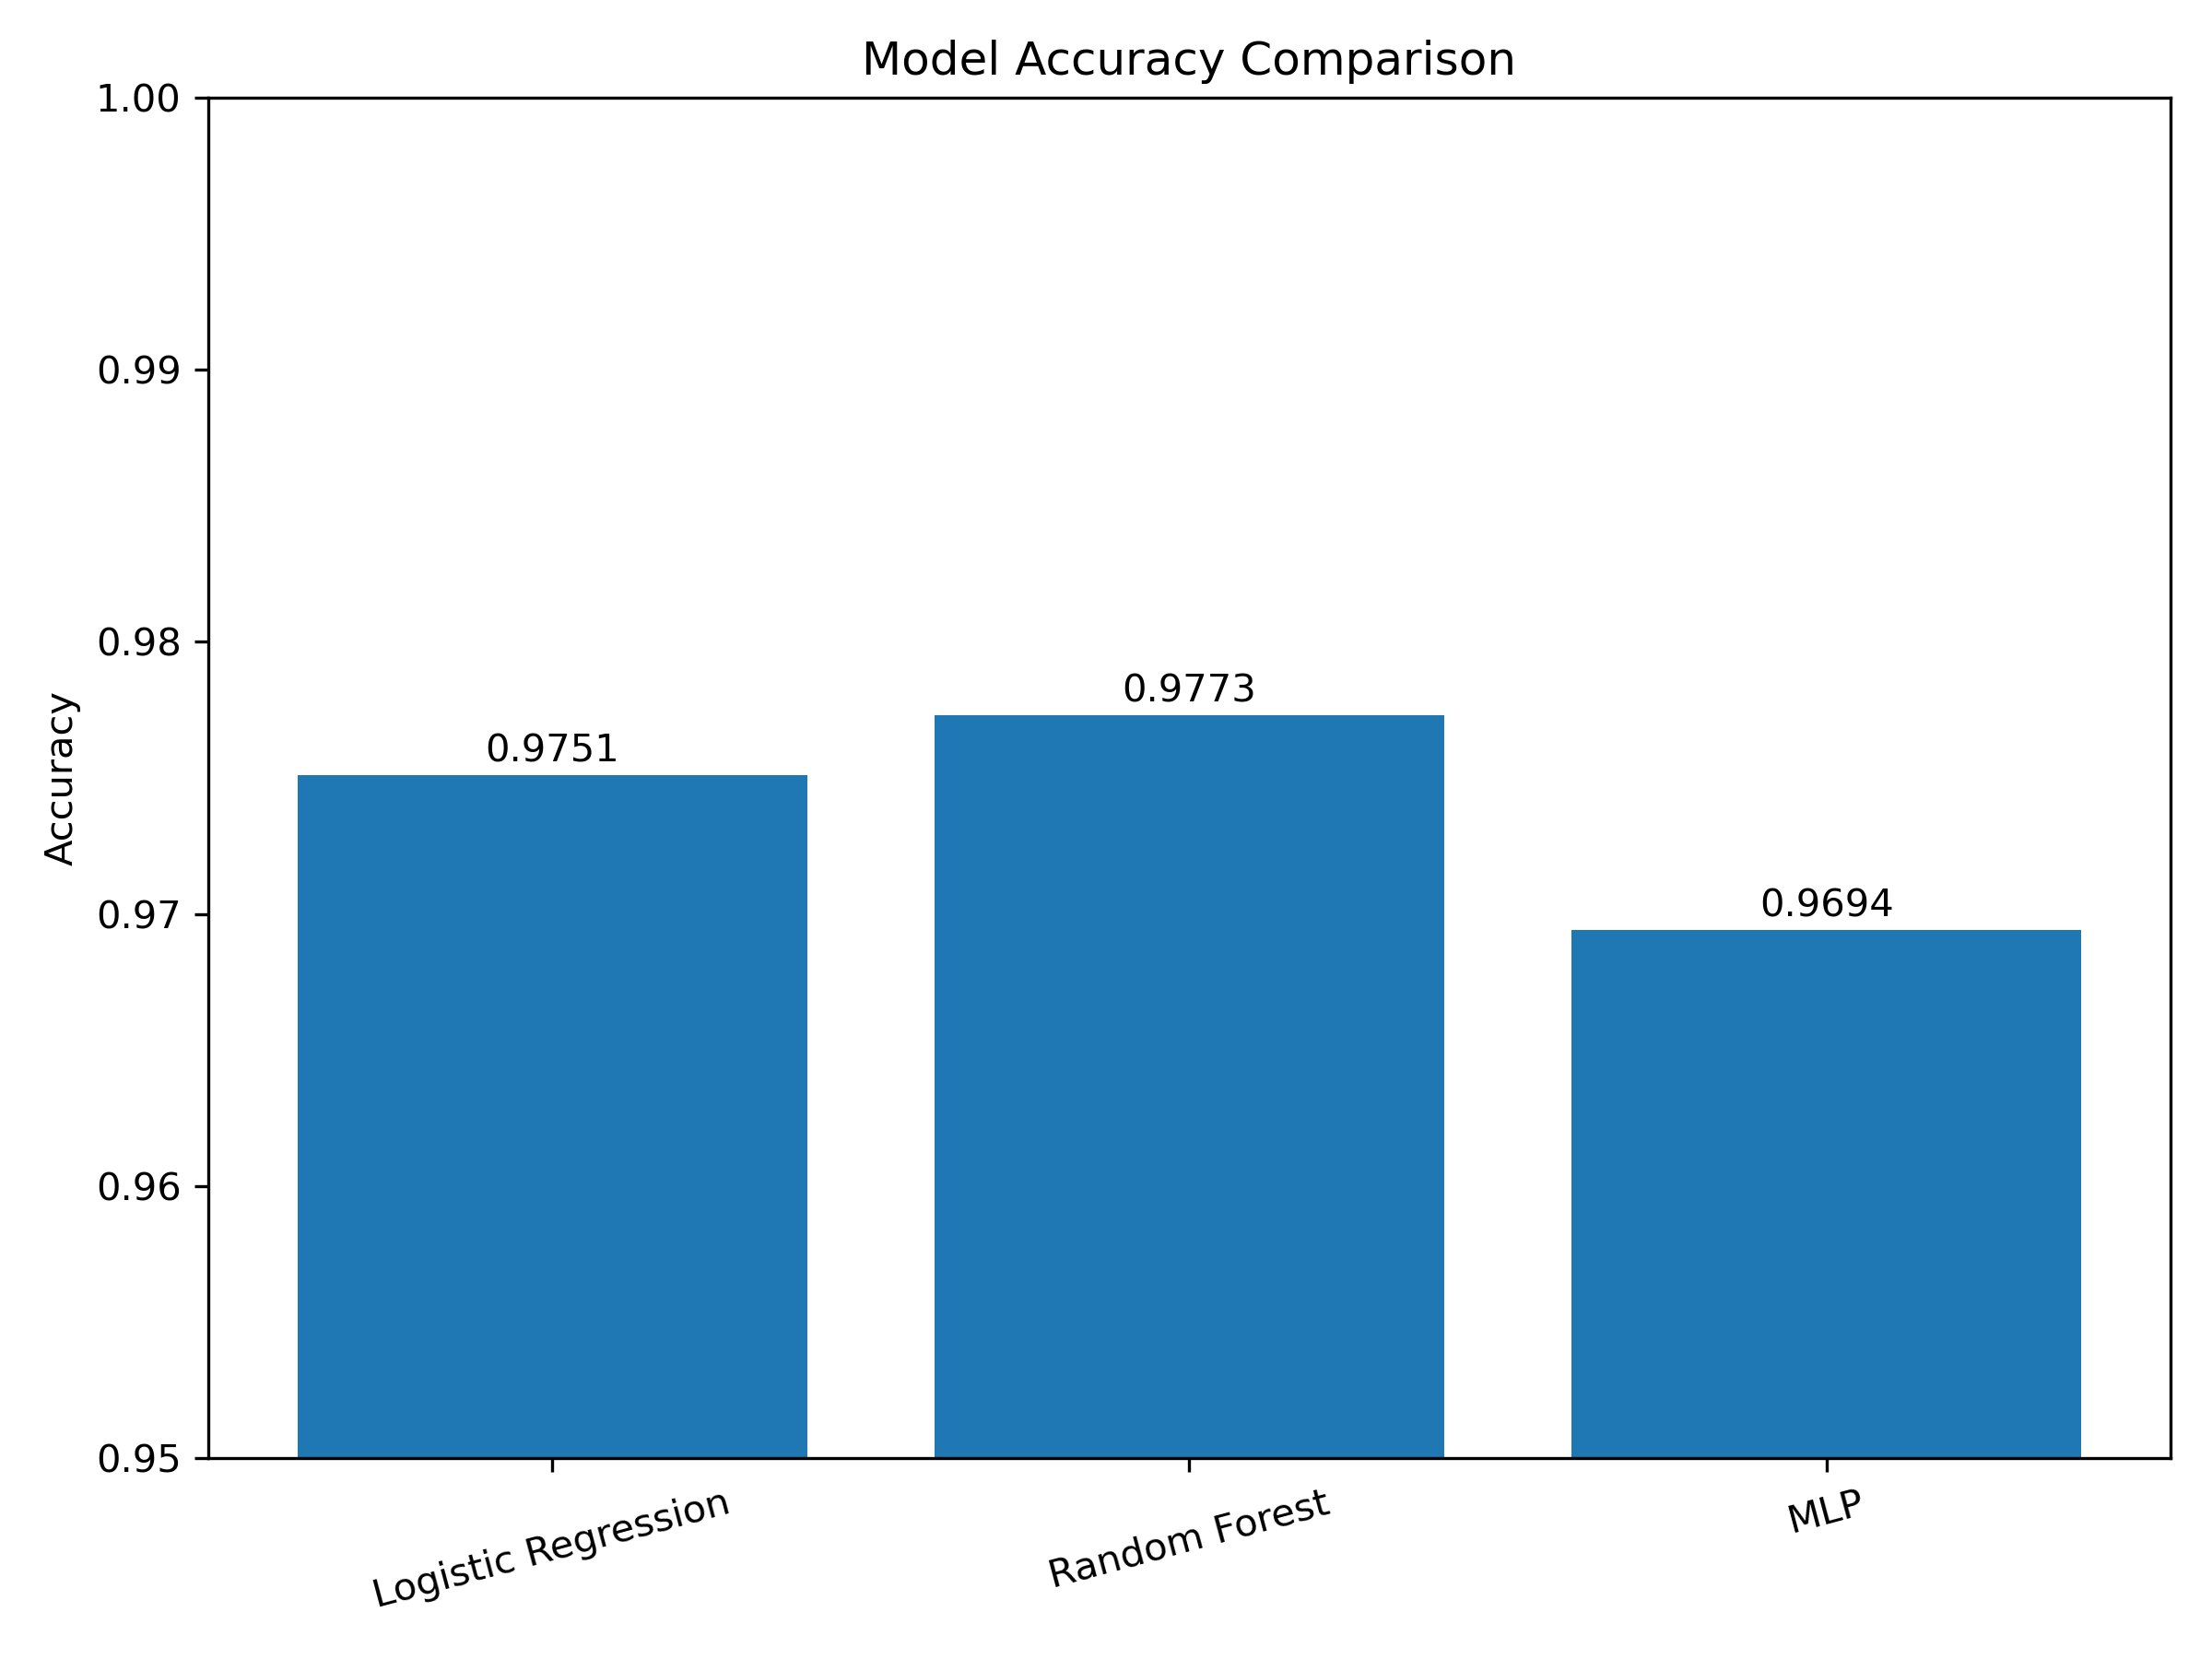 Model Accuracy Comparison
1.00
0.99
0.98
0.97
0.96
0.95
Accuracy
0.9751
0.9773
0.9694
Logistic Regression
Random Forest
MLP